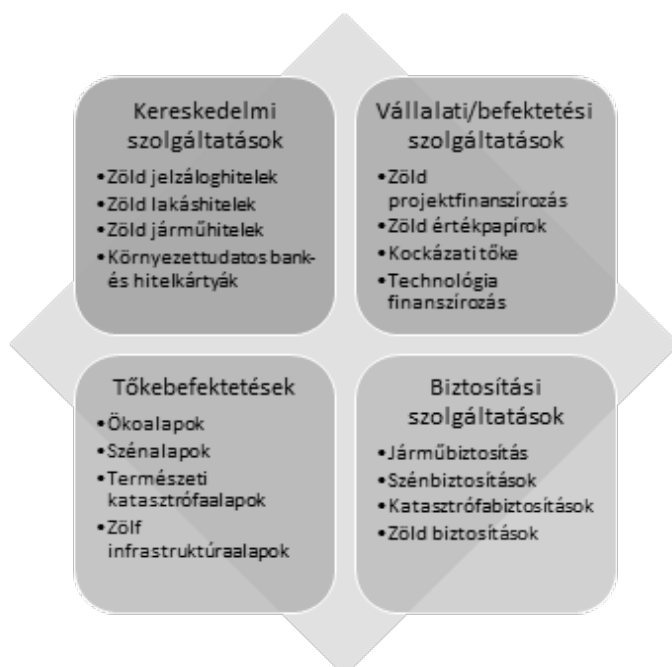 Kereskedelmi
szolgáltatások
•Zöld jelzáloghitelek
•Zöld lakáshitelek
•Zöld járműhitelek
•Környezettudatos bank-
és hitelkártyák
Vállalati/befektetési
szolgáltatások
•Zöld
projektfinanszírozás
•Zöld értékpapírok
•Kockázati tőke
•Technológia
finanszírozás
Tőkebefektetések
•Ökoalapok
•Szénalapok
•Természeti
katasztrófaalapok
•Zölf
infrastruktúraalapok
Biztosítási
szolgáltatások
•Járműbiztosítás
•Szénbiztosítások
•Katasztrófabiztosítások
•Zöld biztosítások